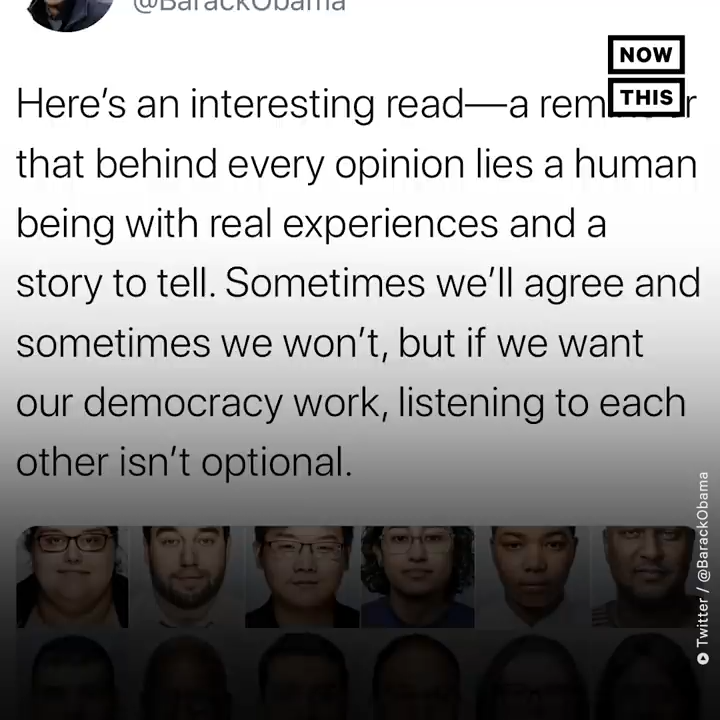 @BarackObama
NOW
THIS
Here’s an interesting read—a rem r
that behind every opinion lies a human
being with real experiences and a
story to tell. Sometimes we’ll agree and
sometimes we won’t, but if we want
our democracy work, listening to each
other isn’t optional.
Twitter / @BarackObama